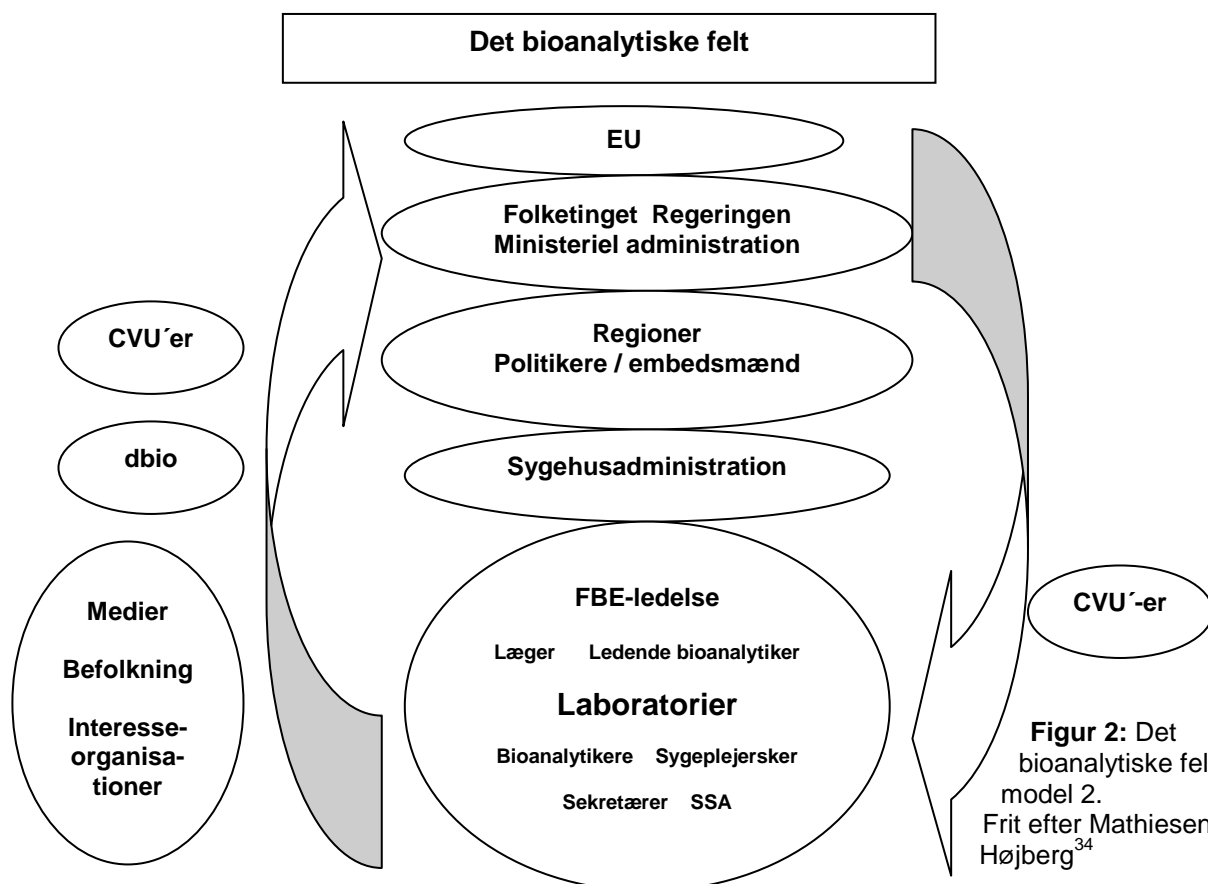 Det bioanalytiske felt
EU
Folketinget Regeringen
Ministeriel administration
Regioner
Politikere / embedsmænd
Sygehusadministration
CVU´er
dbio
Medier
Befolkning
Interesse-
organisa-
tioner
FBE-ledelse
Læger Ledende bioanalytiker
Laboratorier
Bioanalytikere Sygeplejersker
Sekretærer SSA
CVU´-er
Figur 2: Det
bioanalytiske fel
model 2.
Frit efter Mathiesen
Højberg34